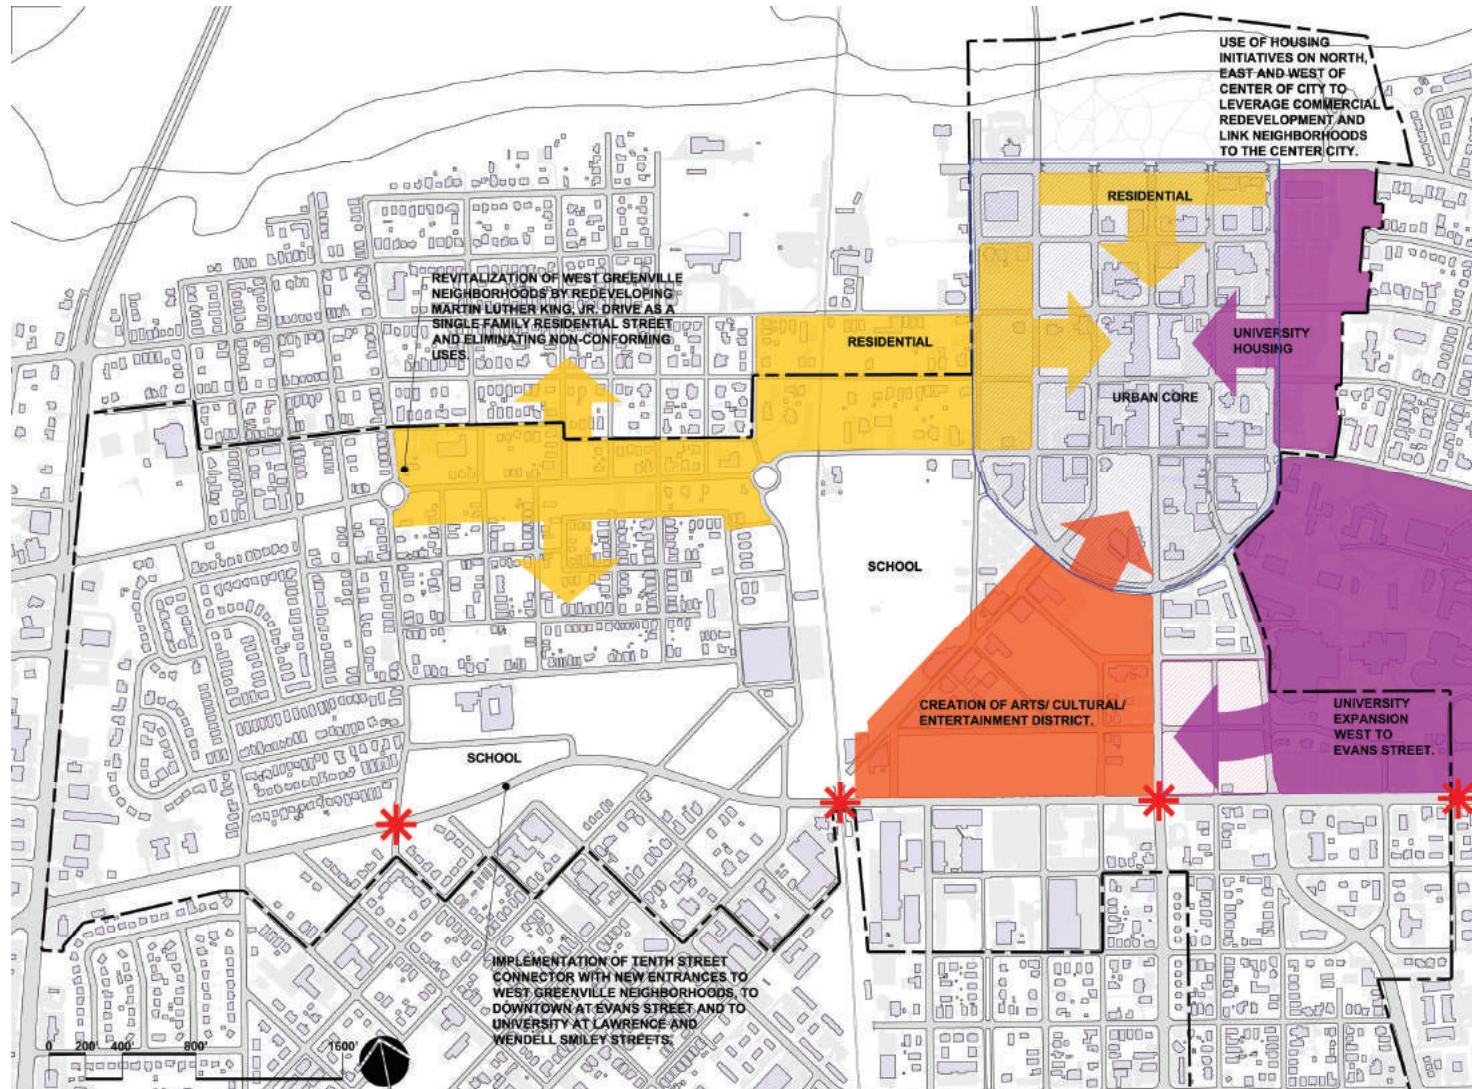 USE OF HOUSING
INITIATIVES ON NORTH,
EAST AND WEST OF
CENTER OF CITY TO
LEVERAGE COMMERCIAL
REDEVELOPMENT AND
LINK NEIGHBORHOODS
TO THE CENTER CITY.
RESIDENTIAL
REVITALIZATION OF WEST GREENVILLE
NEIGHBORHOODS BY REDEVELOPING
MARTIN LUTHER KING, JR. DRIVE AS A
SINGLE FAMILY RESIDENTIAL STREET
AND ELIMINATING NON-CONFORMING
USES.
RESIDENTIAL
UNIVERSITY
HOUSING
URBAN CORE
SCHOOL
CREATION OF ARTS/ CULTURAL/
ENTERTAINMENT DISTRICT.
UNIVERSITY
EXPANSION
WEST TO
EVANS STREET.
SCHOOL
IMPLEMENTATION OF TENTH STREET
CONNECTOR WITH NEW ENTRANCES TO
WEST GREENVILLE NEIGHBORHOODS, TO
DOWNTOWN AT EVANS STREET AND TO
UNIVERSITY AT LAWRENCE AND
WENDELL SMILEY STREETS.
0 200' 400' 800' 1600'